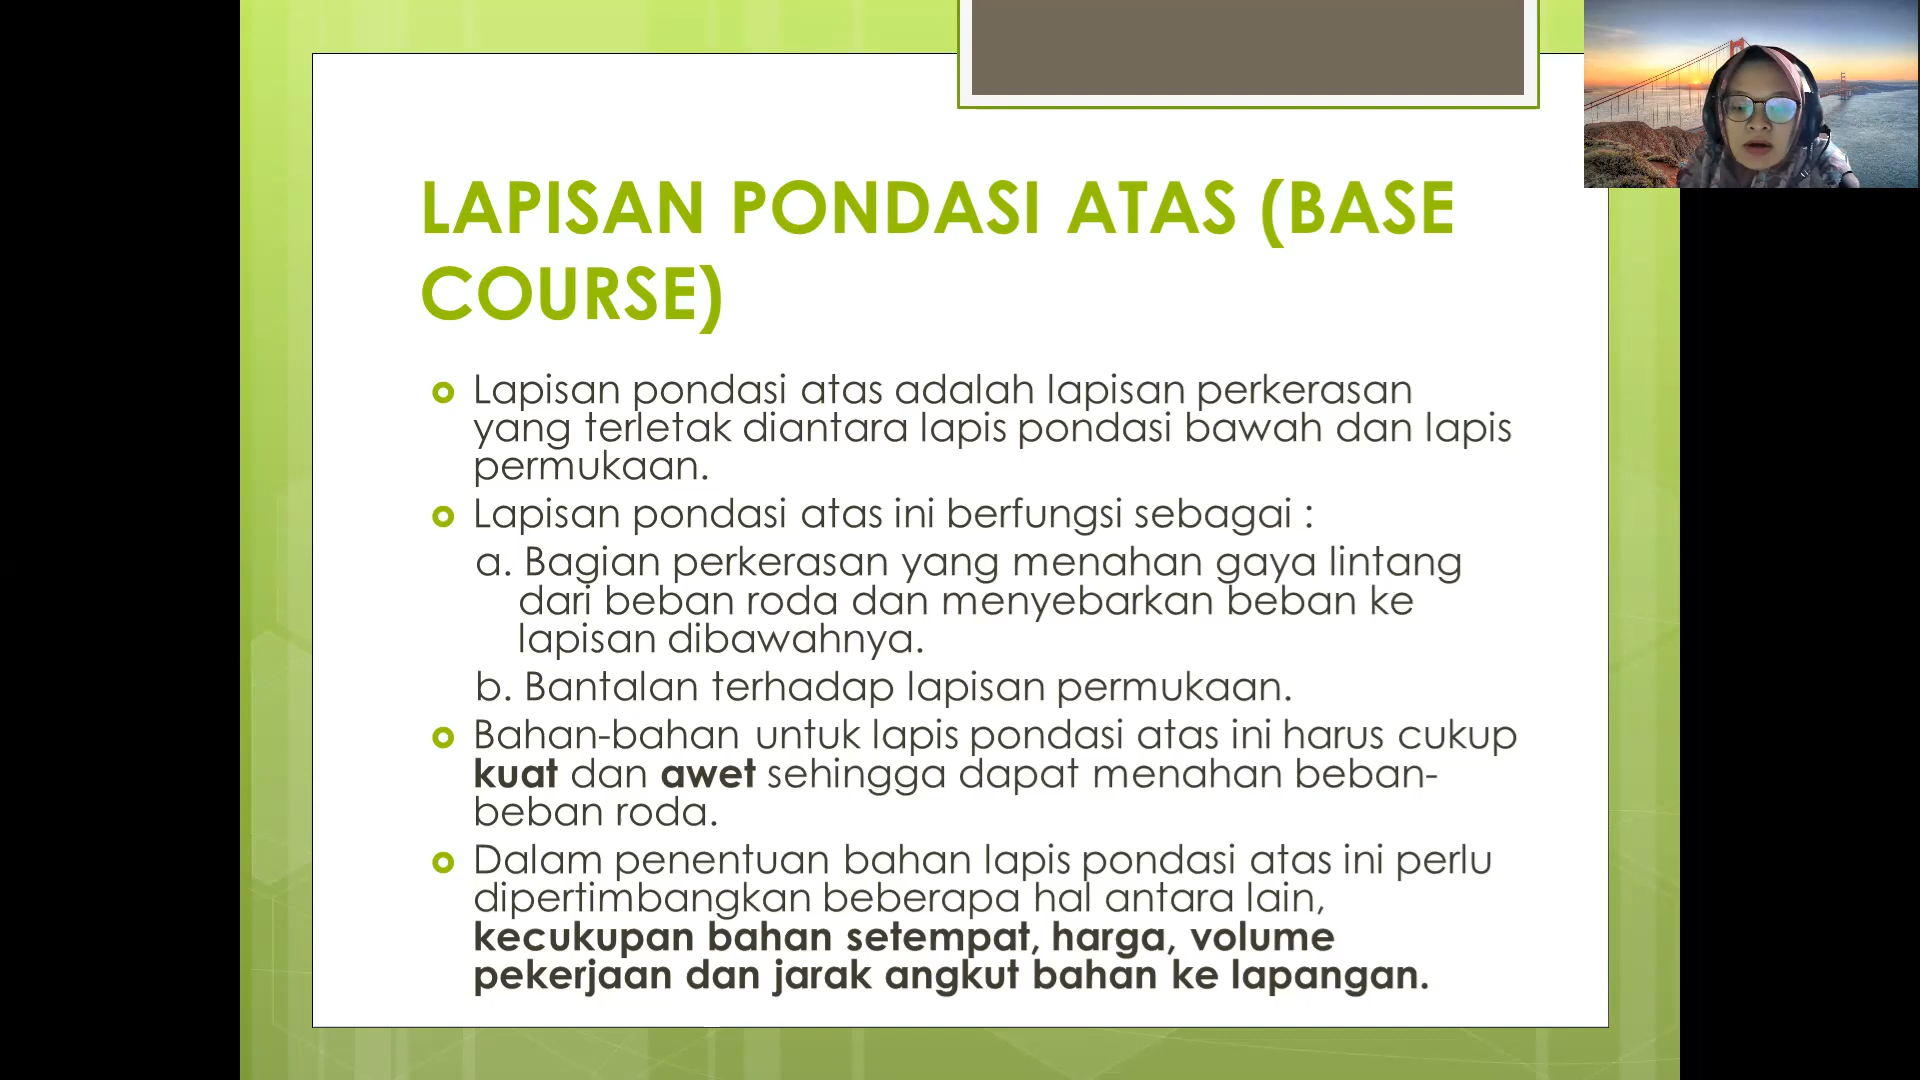 LAPISAN PONDASI ATAS (BASE
COURSE)
Lapisan pondasi atas adalah lapisan perkerasan
yang terletak diantara lapis pondasi bawah dan lapis
permukaan.
Lapisan pondasi atas ini berfungsi sebagai :
a. Bagian perkerasan yang menahan gaya lintang
dari beban roda dan menyebarkan beban ke
lapisan dibawahnya.
b. Bantalan terhadap lapisan permukaan.
Bahan-bahan untuk lapis pondasi atas ini harus cukup
kuat dan awet sehingga dapat menahan beban-
beban roda.
Dalam penentuan bahan lapis pondasi atas ini perlu
dipertimbangkan beberapa hal antara lain,
kecukupan bahan setempat, harga, volume
pekerjaan dan jarak angkut bahan ke lapangan.